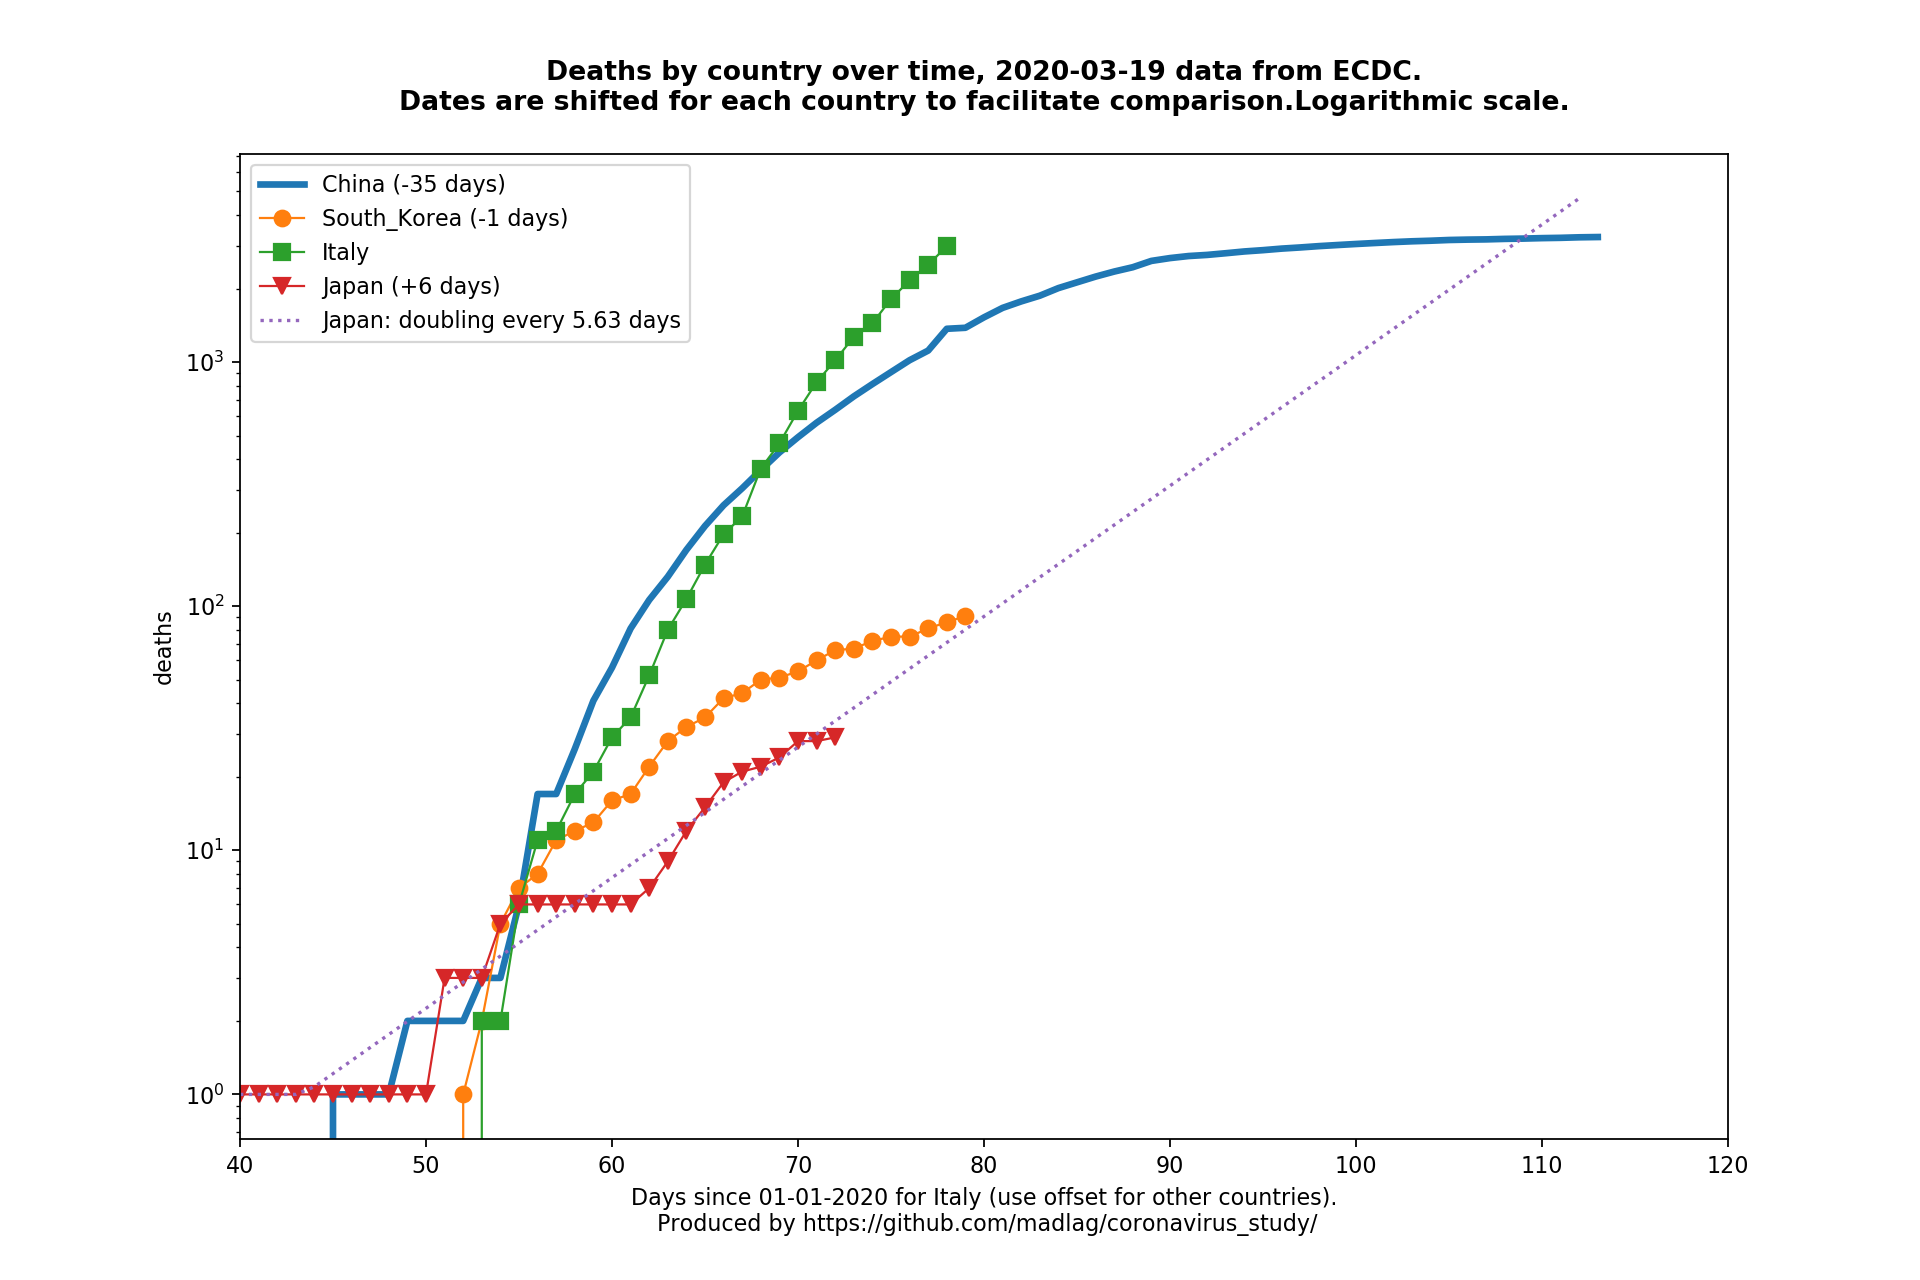 Deaths by country over time, 2020-03-19 data from ECDC.
Dates are shifted for each country to facilitate comparison.Logarithmic scale.
China (-35 days)
South_Korea (-1 days)
Italy
Japan (+6 days)
Japan: doubling every 5.63 days
10³
10²
10¹
10⁰
deaths
40 50 60 70 80 90 100 110 120
Days since 01-01-2020 for Italy (use offset for other countries).
Produced by https://github.com/madlag/coronavirus_study/